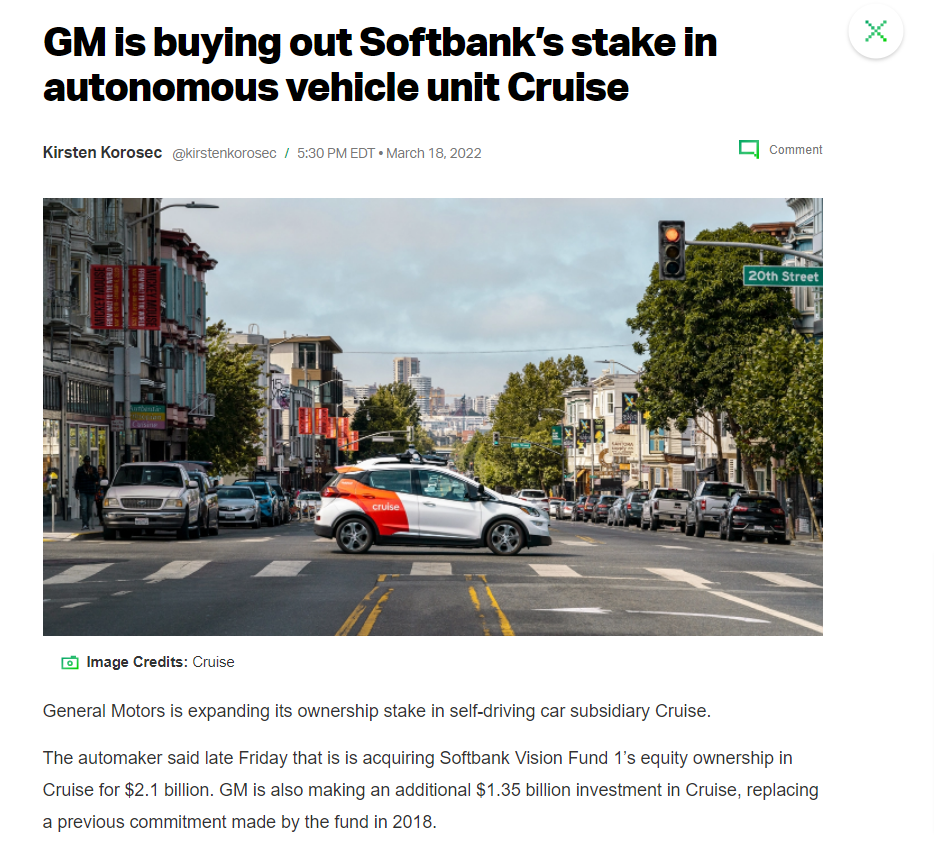 GM is buying out Softbank's stake in
autonomous vehicle unit Cruise
Kirsten Korosec @kirstenkorosec / 5:30 PM EDT • March 18, 2022
Comment
20th Street
cruise
Image Credits: Cruise
General Motors is expanding its ownership stake in self-driving car subsidiary Cruise.
The automaker said late Friday that is is acquiring Softbank Vision Fund 1's equity ownership in
Cruise for $2.1 billion. GM is also making an additional $1.35 billion investment in Cruise, replacing
a previous commitment made by the fund in 2018.